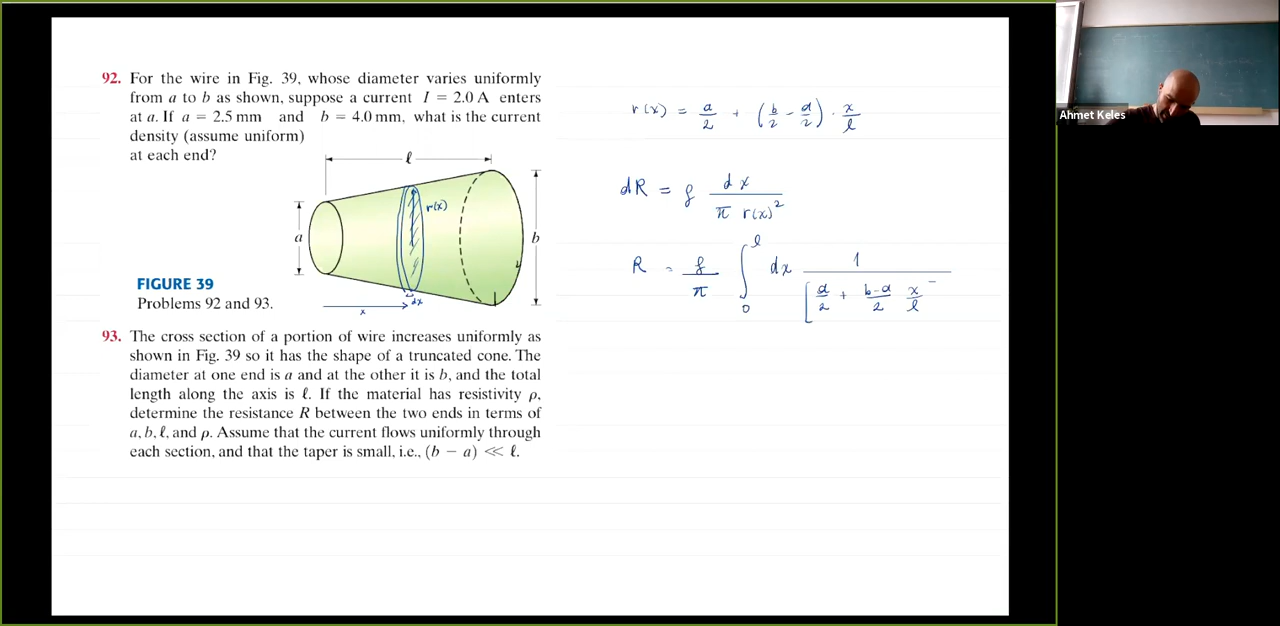 92. For the wire in Fig. 39, whose diameter varies uniformly
from a to b as shown, suppose a current I = 2.0 A enters
at a. If a = 2.5 mm and b = 4.0 mm, what is the current
density (assume uniform)
at each end?
ℓ
r(x)
a
b
dx
x
FIGURE 39
Problems 92 and 93.
93. The cross section of a portion of wire increases uniformly as
shown in Fig. 39 so it has the shape of a truncated cone. The
diameter at one end is a and at the other it is b, and the total
length along the axis is ℓ. If the material has resistivity ρ,
determine the resistance R between the two ends in terms of
a, b, ℓ, and ρ. Assume that the current flows uniformly through
each section, and that the taper is small, i.e., (b − a) ≪ ℓ.
r(x) = a/2 + (b/2 - a/2) · x/ℓ
dR = ρ dx / π r(x)²
R = ρ/π ∫₀^ℓ dx 1 / [a/2 + b-a/2 x/ℓ
Ahmet Keles